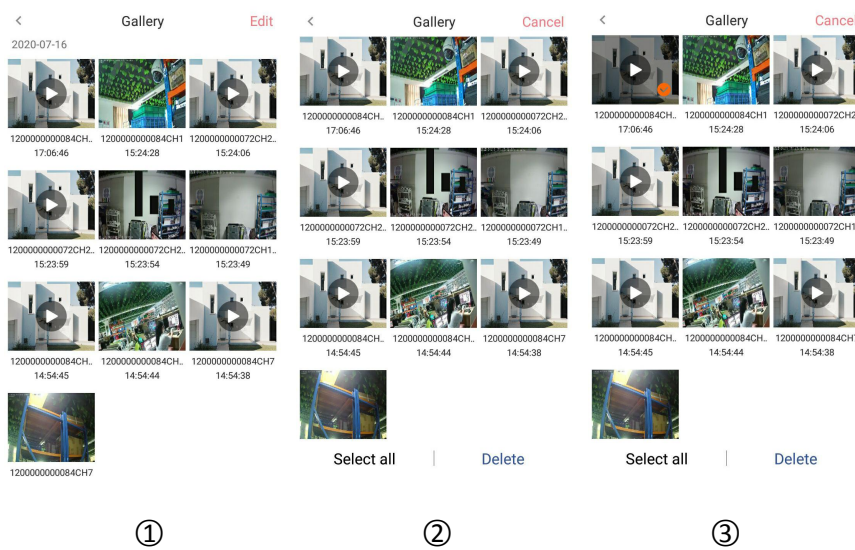 Gallery Edit
2020-07-16
1200000000084CH.. 1200000000084CH1 1200000000072CH2..
17:06:46 15:24:28 15:24:06
1200000000072CH2.. 1200000000072CH2.. 1200000000072CH1..
15:23:59 15:23:54 15:23:49
1200000000084CH.. 1200000000084CH.. 1200000000084CH7
14:54:45 14:54:44 14:54:38
1200000000084CH7
①
Gallery Cancel
1200000000084CH.. 1200000000084CH1 1200000000072CH2..
17:06:46 15:24:28 15:24:06
1200000000072CH2.. 1200000000072CH2.. 1200000000072CH1..
15:23:59 15:23:54 15:23:49
1200000000084CH.. 1200000000084CH.. 1200000000084CH7
14:54:45 14:54:44 14:54:38
Select all Delete
②
Gallery Cancel
1200000000084CH.. 1200000000084CH1 1200000000072CH2
17:06:46 15:24:28 15:24:06
1200000000072CH2.. 1200000000072CH2.. 1200000000072CH1
15:23:59 15:23:54 15:23:49
1200000000084CH.. 1200000000084CH.. 1200000000084CH7
14:54:45 14:54:44 14:54:38
Select all Delete
③